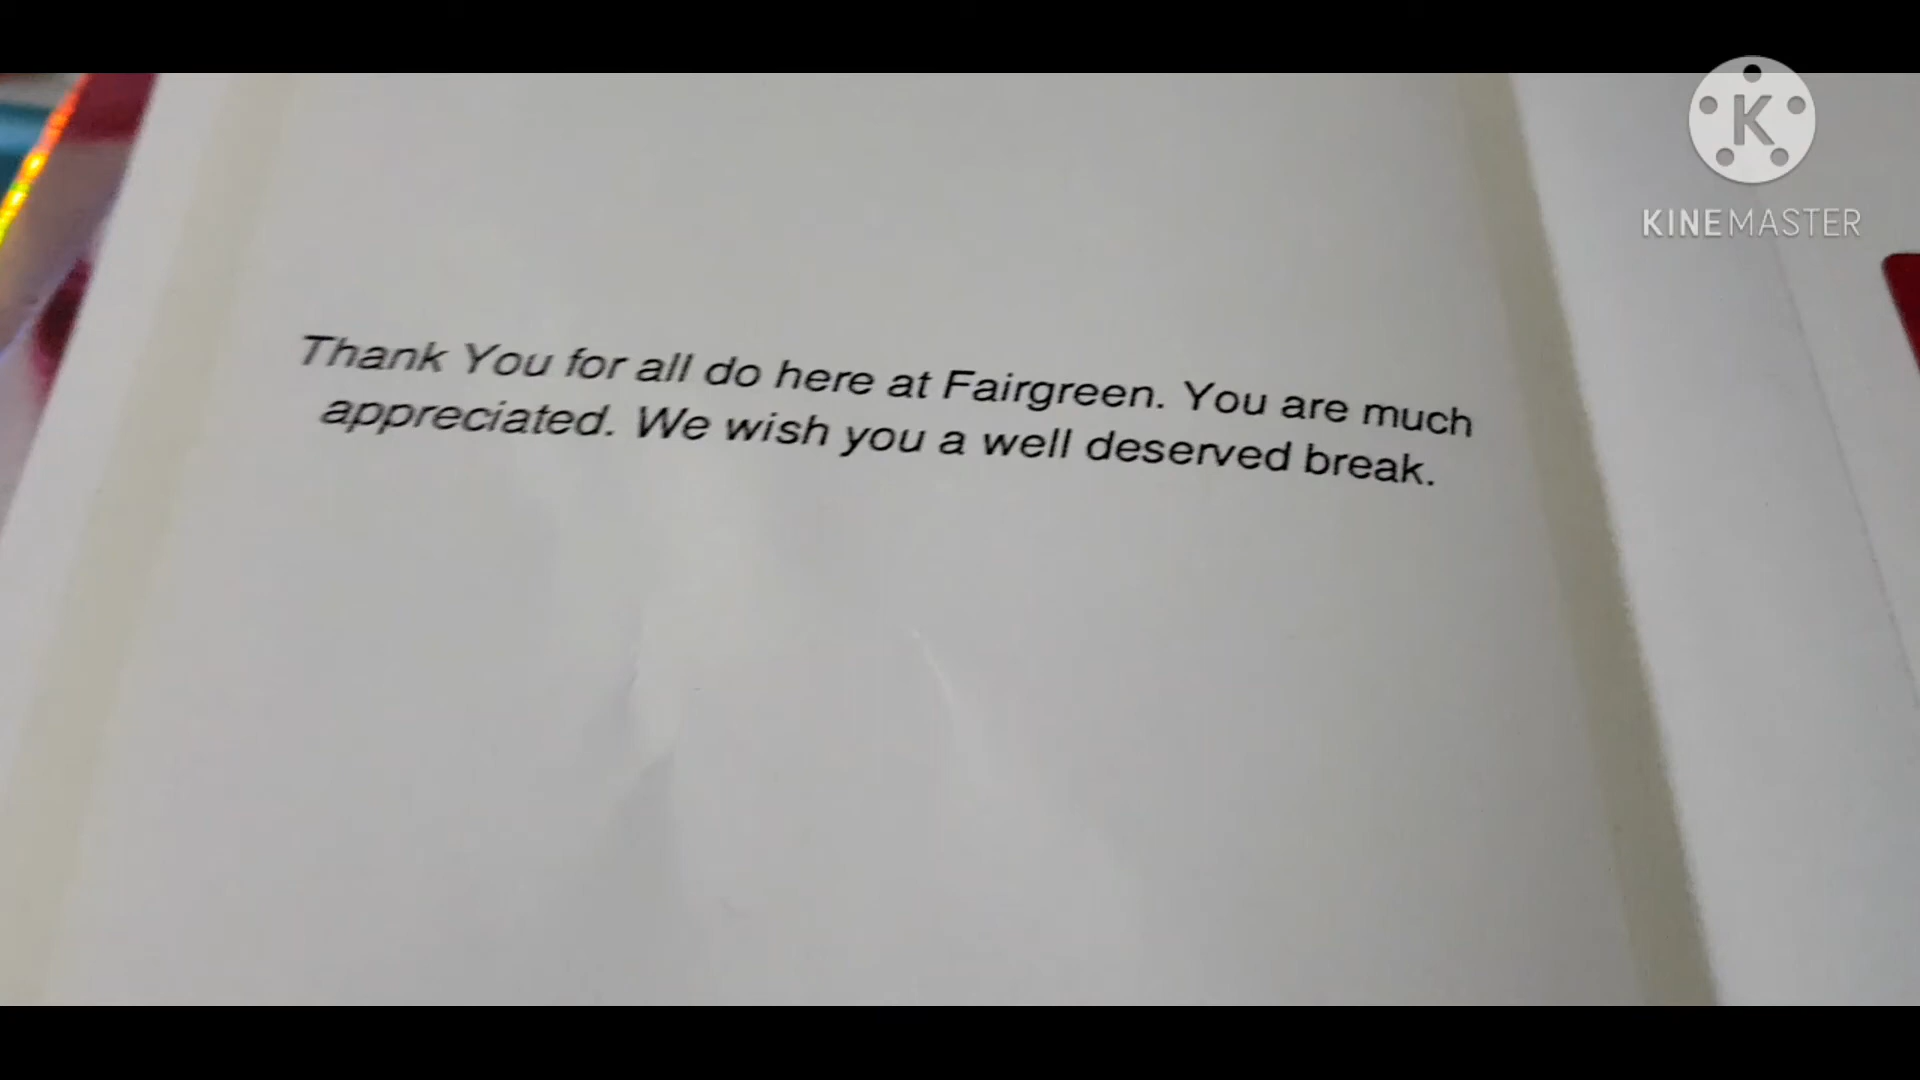 K
KINEMASTER
Thank You for all do here at Fairgreen. You are much
appreciated. We wish you a well deserved break.